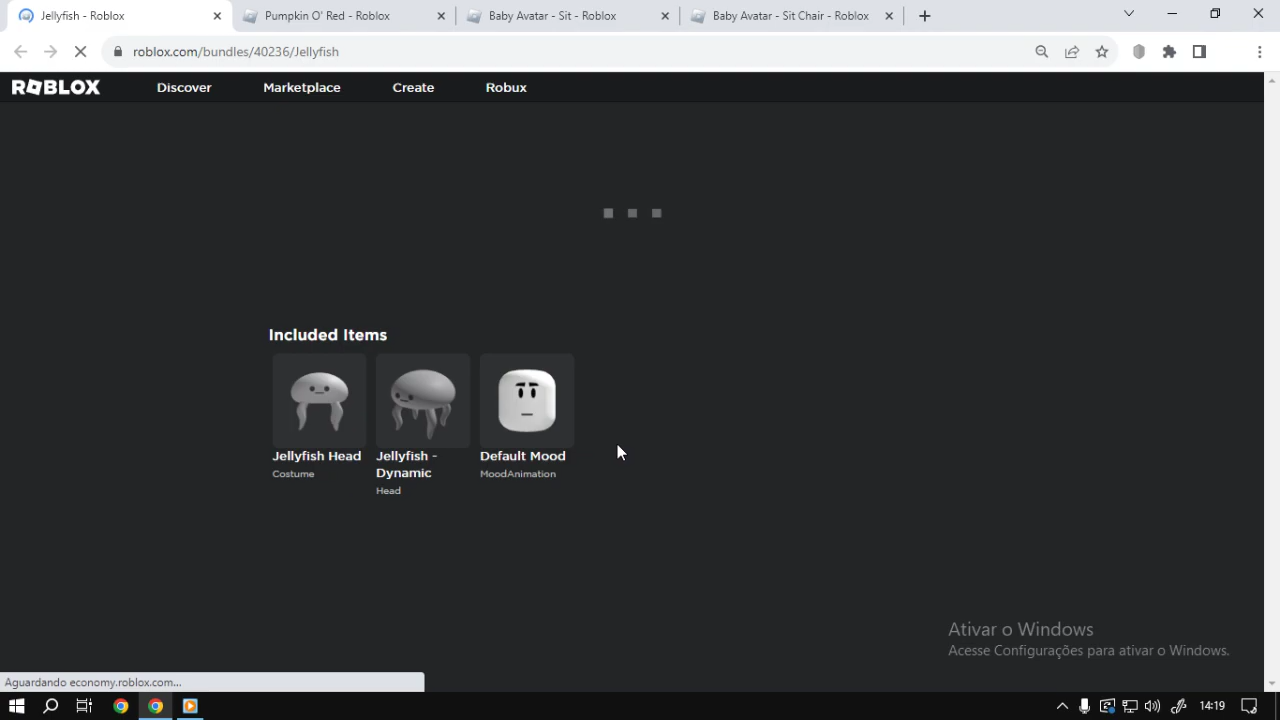 Jellyfish - Roblox
Pumpkin O' Red - Roblox
Baby Avatar - Sit - Roblox
Baby Avatar - Sit Chair - Roblox
roblox.com/bundles/40236/Jellyfish
ROBLOX
Discover
Marketplace
Create
Robux
Included Items
Jellyfish Head
Costume
Jellyfish -
Dynamic
Head
Default Mood
MoodAnimation
Ativar o Windows
Acesse Configurações para ativar o Windows.
Aguardando economy.roblox.com...
14:19